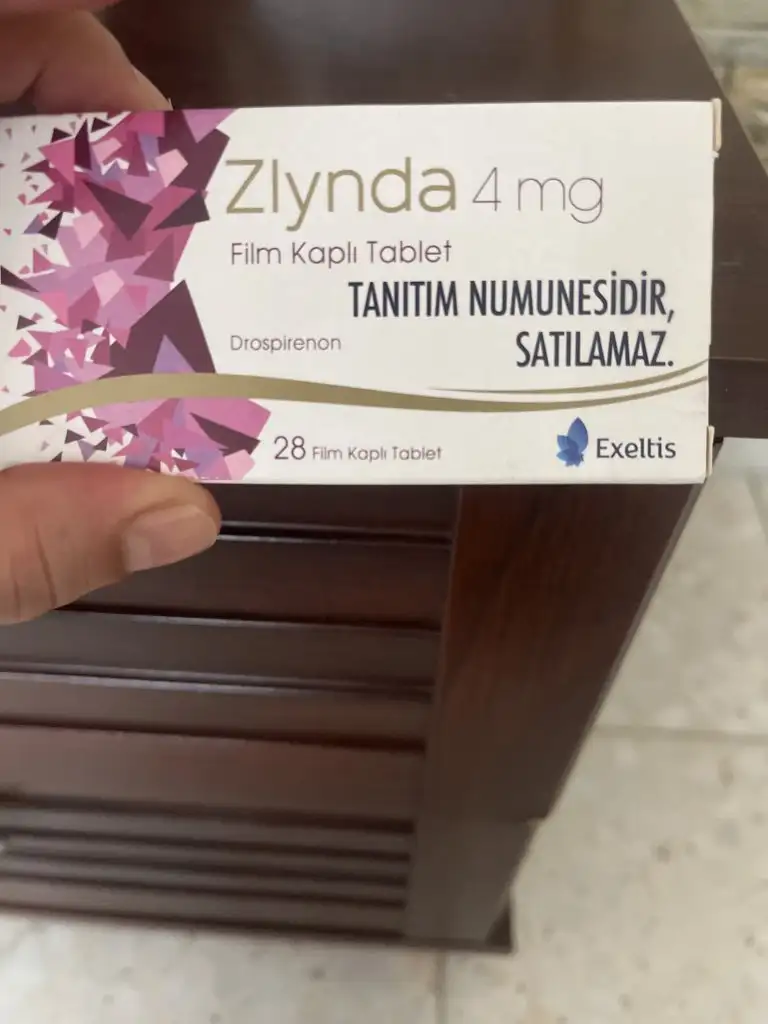 Zlynda 4 mg
Film Kaplı Tablet
TANITIM NUMUNESİDİR,
SATILAMAZ.
Drospirenon
28 Film Kaplı Tablet
Exeltis